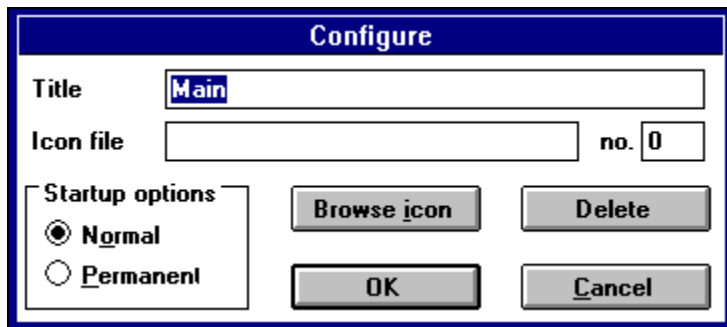 Configure
Title Main
Icon file no. 0
Startup options
Normal
Permanent
Browse icon Delete
OK Cancel